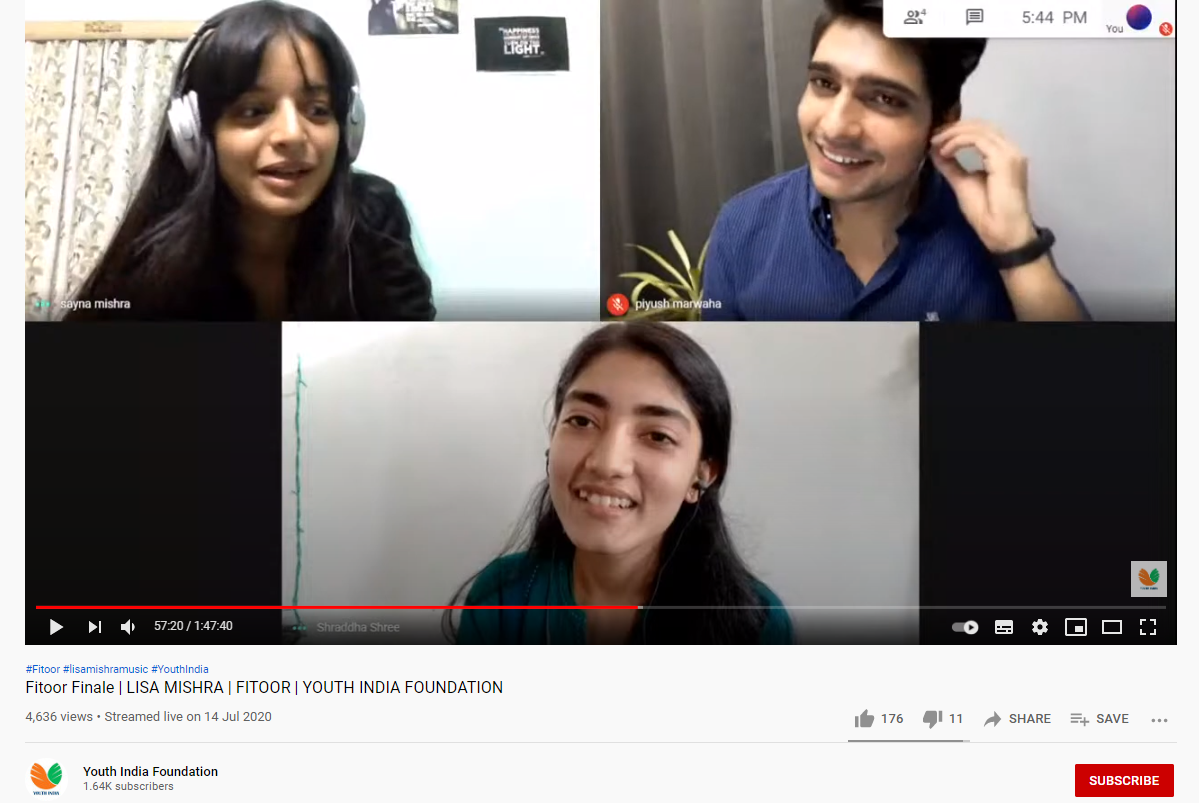 4
5:44 PM
You
HAPPINESS
LIGHT.
sayna mishra
piyush marwaha
Shraddha Shree
57:20 / 1:47:40
#Fitoor #lisamishramusic #YouthIndia
Fitoor Finale | LISA MISHRA | FITOOR | YOUTH INDIA FOUNDATION
4,636 views • Streamed live on 14 Jul 2020
176
11
SHARE
SAVE
Youth India Foundation
1.64K subscribers
YOUTH INDIA
SUBSCRIBE